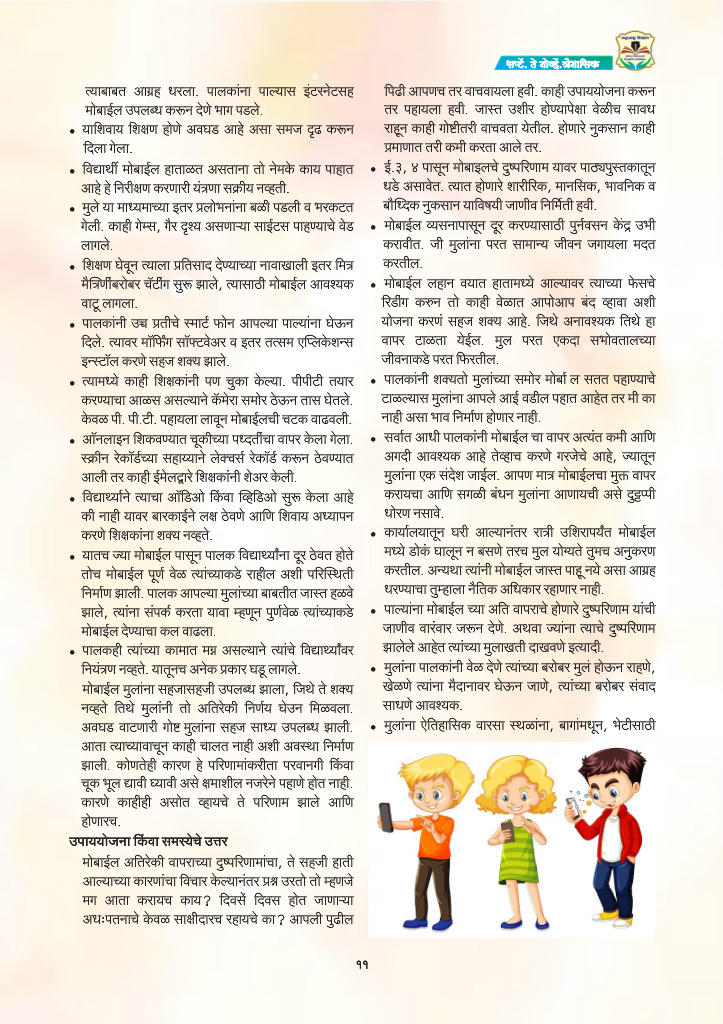 सप्टें. ते नोव्हें.त्रैमासिक
त्याबाबत आग्रह धरला. पालकांना पाल्यास इंटरनेटसह
मोबाईल उपलब्ध करून देणे भाग पडले.
• याशिवाय शिक्षण होणे अवघड आहे असा समज दृढ करून
दिला गेला.
• विद्यार्थी मोबाईल हाताळत असताना तो नेमके काय पाहात
आहे हे निरीक्षण करणारी यंत्रणा सक्रीय नव्हती.
• मुले या माध्यमाच्या इतर प्रलोभनांना बळी पडली व भरकटत
गेली. काही गेम्स, गैर दृश्य असणाऱ्या साईटस पाहण्याचे वेड
लागले.
• शिक्षण घेवून त्याला प्रतिसाद देण्याच्या नावाखाली इतर मित्र
मैत्रिणींबरोबर चॅटींग सुरू झाले, त्यासाठी मोबाईल आवश्यक
वाटू लागला.
• पालकांनी उच्च प्रतीचे स्मार्ट फोन आपल्या पाल्यांना घेऊन
दिले. त्यावर मॉर्फिंग सॉफ्टवेअर व इतर तत्सम एप्लिकेशन्स
इन्स्टॉल करणे सहज शक्य झाले.
• त्यामध्ये काही शिक्षकांनी पण चुका केल्या. पीपीटी तयार
करण्याचा आळस असल्याने कॅमेरा समोर ठेऊन तास घेतले.
केवळ पी. पी.टी. पहायला लावून मोबाईलची चटक वाढवली.
• ऑनलाइन शिकवण्यात चूकीच्या पध्दतींचा वापर केला गेला.
स्क्रीन रेकॉर्डच्या सहाय्याने लेक्चर्स रेकॉर्ड करून ठेवण्यात
आली तर काही ईमेलद्वारे शिक्षकांनी शेअर केली.
• विद्यार्थ्याने त्याचा ऑडिओ किंवा व्हिडिओ सुरू केला आहे
की नाही यावर बारकाईने लक्ष ठेवणे आणि शिवाय अध्यापन
करणे शिक्षकांना शक्य नव्हते.
• यातच ज्या मोबाईल पासून पालक विद्यार्थ्यांना दूर ठेवत होते
तोच मोबाईल पूर्ण वेळ त्यांच्याकडे राहील अशी परिस्थिती
निर्माण झाली. पालक आपल्या मुलांच्या बाबतीत जास्त हळवे
झाले, त्यांना संपर्क करता यावा म्हणून पुर्णवेळ त्यांच्याकडे
मोबाईल देण्याचा कल वाढला.
• पालकही त्यांच्या कामात मग्न असल्याने त्यांचे विद्यार्थ्यांवर
नियंत्रण नव्हते. यातूनच अनेक प्रकार घडू लागले.
मोबाईल मुलांना सहजासहजी उपलब्ध झाला, जिथे ते शक्य
नव्हते तिथे मुलांनी तो अतिरेकी निर्णय घेउन मिळवला.
अवघड वाटणारी गोष्ट मुलांना सहज साध्य उपलब्ध झाली.
आता त्याच्यावाचून काही चालत नाही अशी अवस्था निर्माण
झाली. कोणतेही कारण हे परिणामांकरीता परवानगी किंवा
चूक भूल द्यावी घ्यावी असे क्षमाशील नजरेने पहाणे होत नाही.
कारणे काहीही असोत व्हायचे ते परिणाम झाले आणि
होणारच.
उपाययोजना किंवा समस्येचे उत्तर
मोबाईल अतिरेकी वापराच्या दुष्परिणामांचा, ते सहजी हाती
आल्याच्या कारणांचा विचार केल्यानंतर प्रश्न उरतो तो म्हणजे
मग आता करायच काय? दिवसें दिवस होत जाणाऱ्या
अधःपतनाचे केवळ साक्षीदारच रहायचे का? आपली पुढील
पिढी आपणच तर वाचवायला हवी. काही उपाययोजना करून
तर पहायला हवी. जास्त उशीर होण्यापेक्षा वेळीच सावध
राहून काही गोष्टीतरी वाचवता येतील. होणारे नुकसान काही
प्रमाणात तरी कमी करता आले तर.
• ई.३, ४ पासून मोबाइलचे दुष्परिणाम यावर पाठ्यपुस्तकातून
धडे असावेत. त्यात होणारे शारीरिक, मानसिक, भावनिक व
बौध्दिक नुकसान याविषयी जाणीव निर्मिती हवी.
• मोबाईल व्यसनापासून दूर करण्यासाठी पुर्नवसन केंद्र उभी
करावीत. जी मुलांना परत सामान्य जीवन जगायला मदत
करतील.
• मोबाईल लहान वयात हातामध्ये आल्यावर त्याच्या फेसचे
रिडींग करुन तो काही वेळात आपोआप बंद व्हावा अशी
योजना करणं सहज शक्य आहे. जिथे अनावश्यक तिथे हा
वापर टाळता येईल. मुल परत एकदा सभोवतालच्या
जीवनाकडे परत फिरतील.
• पालकांनी शक्यतो मुलांच्या समोर मोर्बा ल सतत पहाण्याचे
टाळल्यास मुलांना आपले आई वडील पहात आहेत तर मी का
नाही असा भाव निर्माण होणार नाही.
• सर्वात आधी पालकांनी मोबाईल चा वापर अत्यंत कमी आणि
अगदी आवश्यक आहे तेव्हाच करणे गरजेचे आहे, ज्यातून
मुलांना एक संदेश जाईल. आपण मात्र मोबाईलचा मुक्त वापर
करायचा आणि सगळी बंधन मुलांना आणायची असे दुट्टप्पी
धोरण नसावे.
• कार्यालयातून घरी आल्यानंतर रात्री उशिरापर्यंत मोबाईल
मध्ये डोकं घालून न बसणे तरच मुल योग्यते तुमच अनुकरण
करतील. अन्यथा त्यांनी मोबाईल जास्त पाहू नये असा आग्रह
धरण्याचा तुम्हाला नैतिक अधिकार रहाणार नाही.
• पाल्यांना मोबाईल च्या अति वापराचे होणारे दुष्परिणाम यांची
जाणीव वारंवार जरून देणे. अथवा ज्यांना त्याचे दुष्परिणाम
झालेले आहेत त्यांच्या मुलाखती दाखवणे इत्यादी.
• मुलांना पालकांनी वेळ देणे त्यांच्या बरोबर मुलं होऊन राहणे,
खेळणे त्यांना मैदानावर घेऊन जाणे, त्यांच्या बरोबर संवाद
साधणे आवश्यक.
• मुलांना ऐतिहासिक वारसा स्थळांना, बागांमधून, भेटीसाठी
११